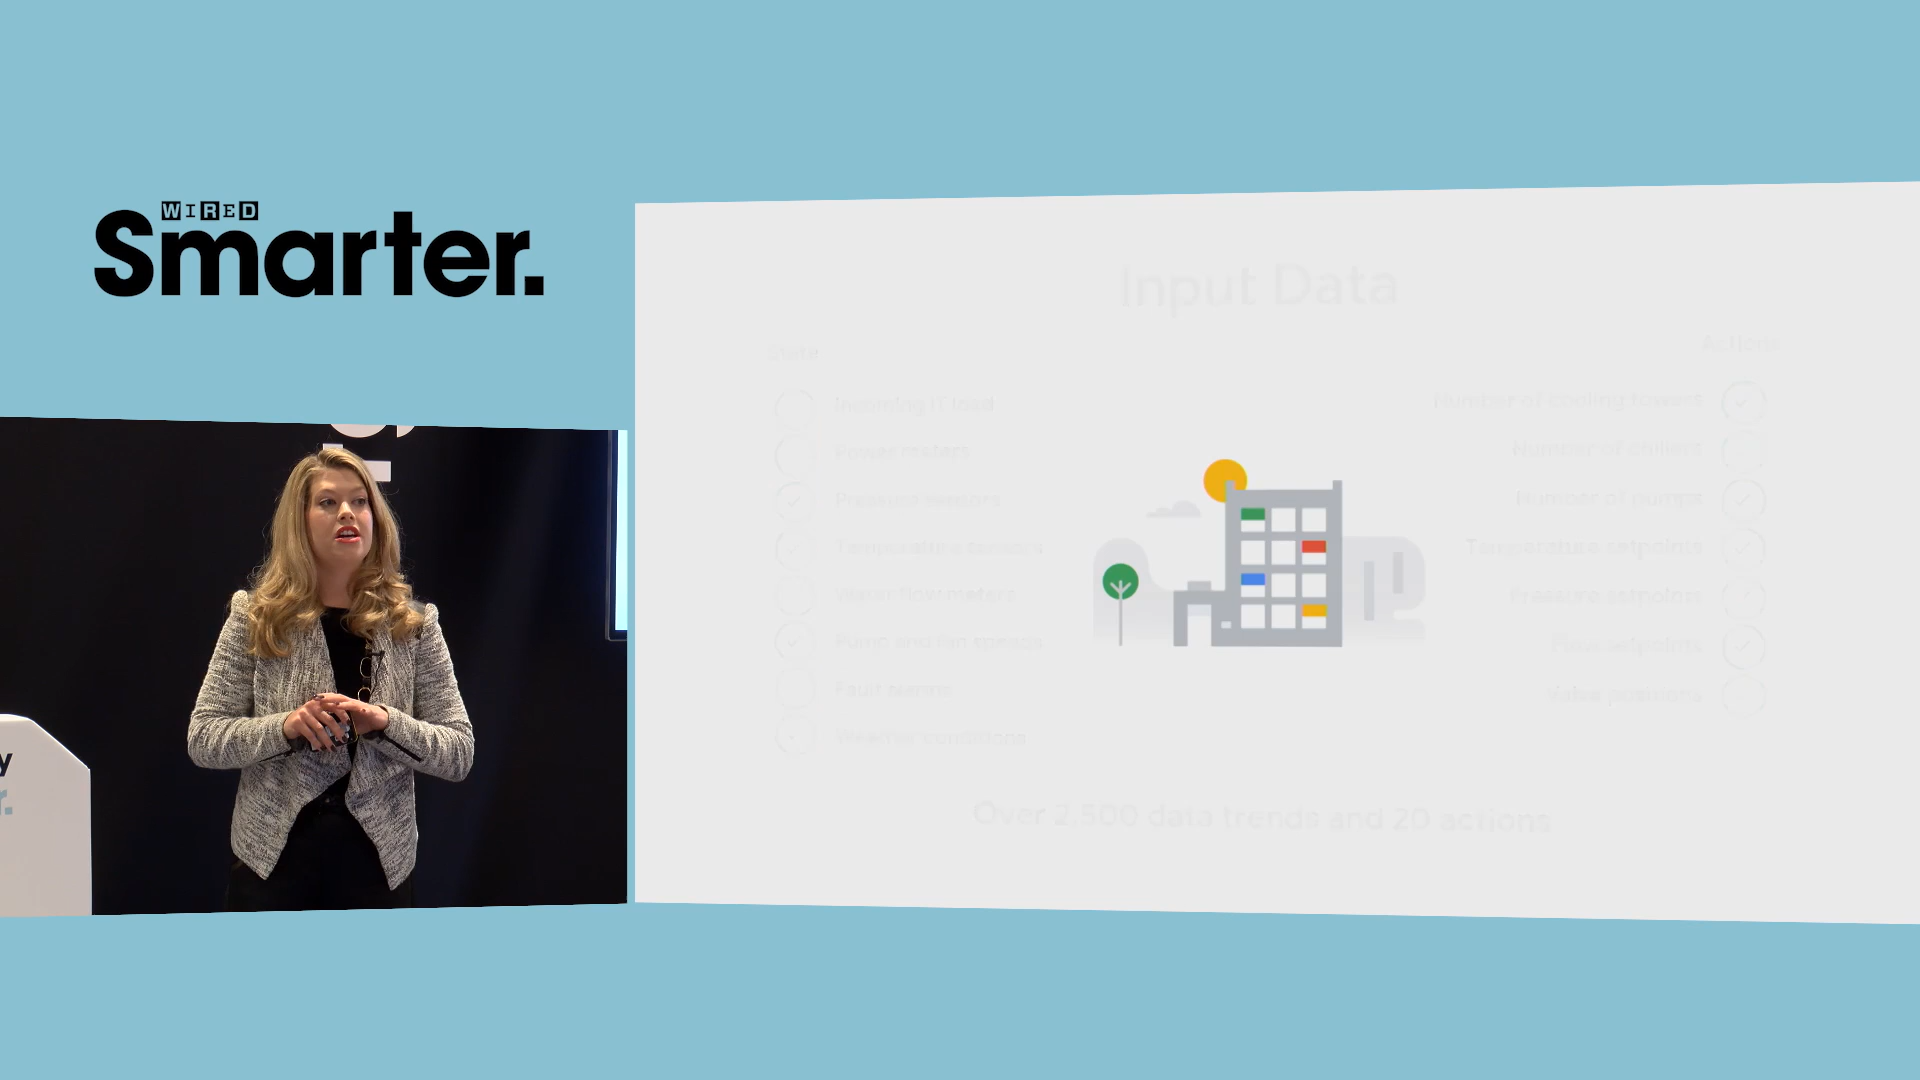 WIRED
Smarter.
Input Data
State
Actions
Incoming IT load
Power meters
Pressure sensors
Temperature sensors
Water flow meters
Pump and fan speeds
Fault alarms
Weather conditions
Number of cooling towers
Number of chillers
Number of pumps
Temperature setpoints
Pressure setpoints
Flow setpoints
Valve positions
Over 2,500 data trends and 20 actions
y
r.